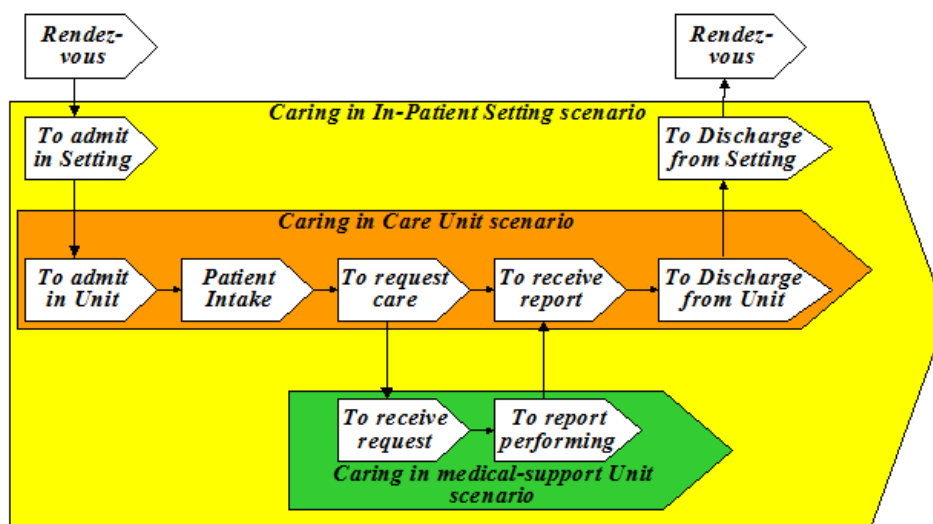 Rendez-
vous
Rendez-
vous
Caring in In-Patient Setting scenario
To admit
in Setting
To Discharge
from Setting
Caring in Care Unit scenario
To admit
in Unit
Patient
Intake
To request
care
To receive
report
To Discharge
from Unit
To receive
request
To report
performing
Caring in medical-support Unit
scenario